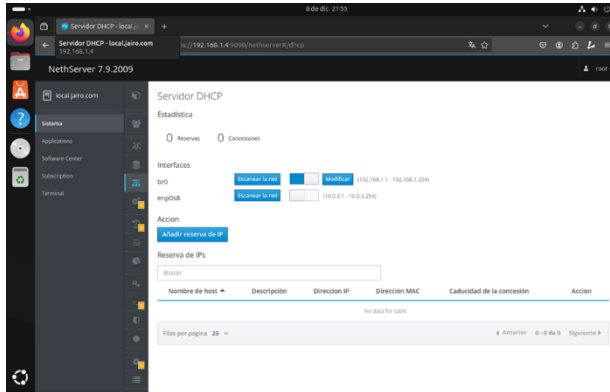 8 de dic 21:55
Servidor DHCP - local.ja
Servidor DHCP - local.jairo.com
192.168.1.4
://192.168.1.4:9090/nethserver#/dhcp
NethServer 7.9.2009
root
local.jairo.com
Sistema
Applications
Software Center
Subscription
Terminal
Servidor DHCP
Estadística
0 Reservas 0 Concesiones
Interfaces
br0 Escanear la red Modificar (192.168.1.1 - 192.168.1.254)
enp0s8 Escanear la red (10.0.3.1 - 10.0.3.254)
Accion
Añadir reserva de IP
Reserva de IPs
Buscar
Nombre de host Descripción Direccion IP Dirección MAC Caducidad de la concesión Accion
No data for table
Filas por pagina 25 Anterior 0-0 de 0 Siguiente